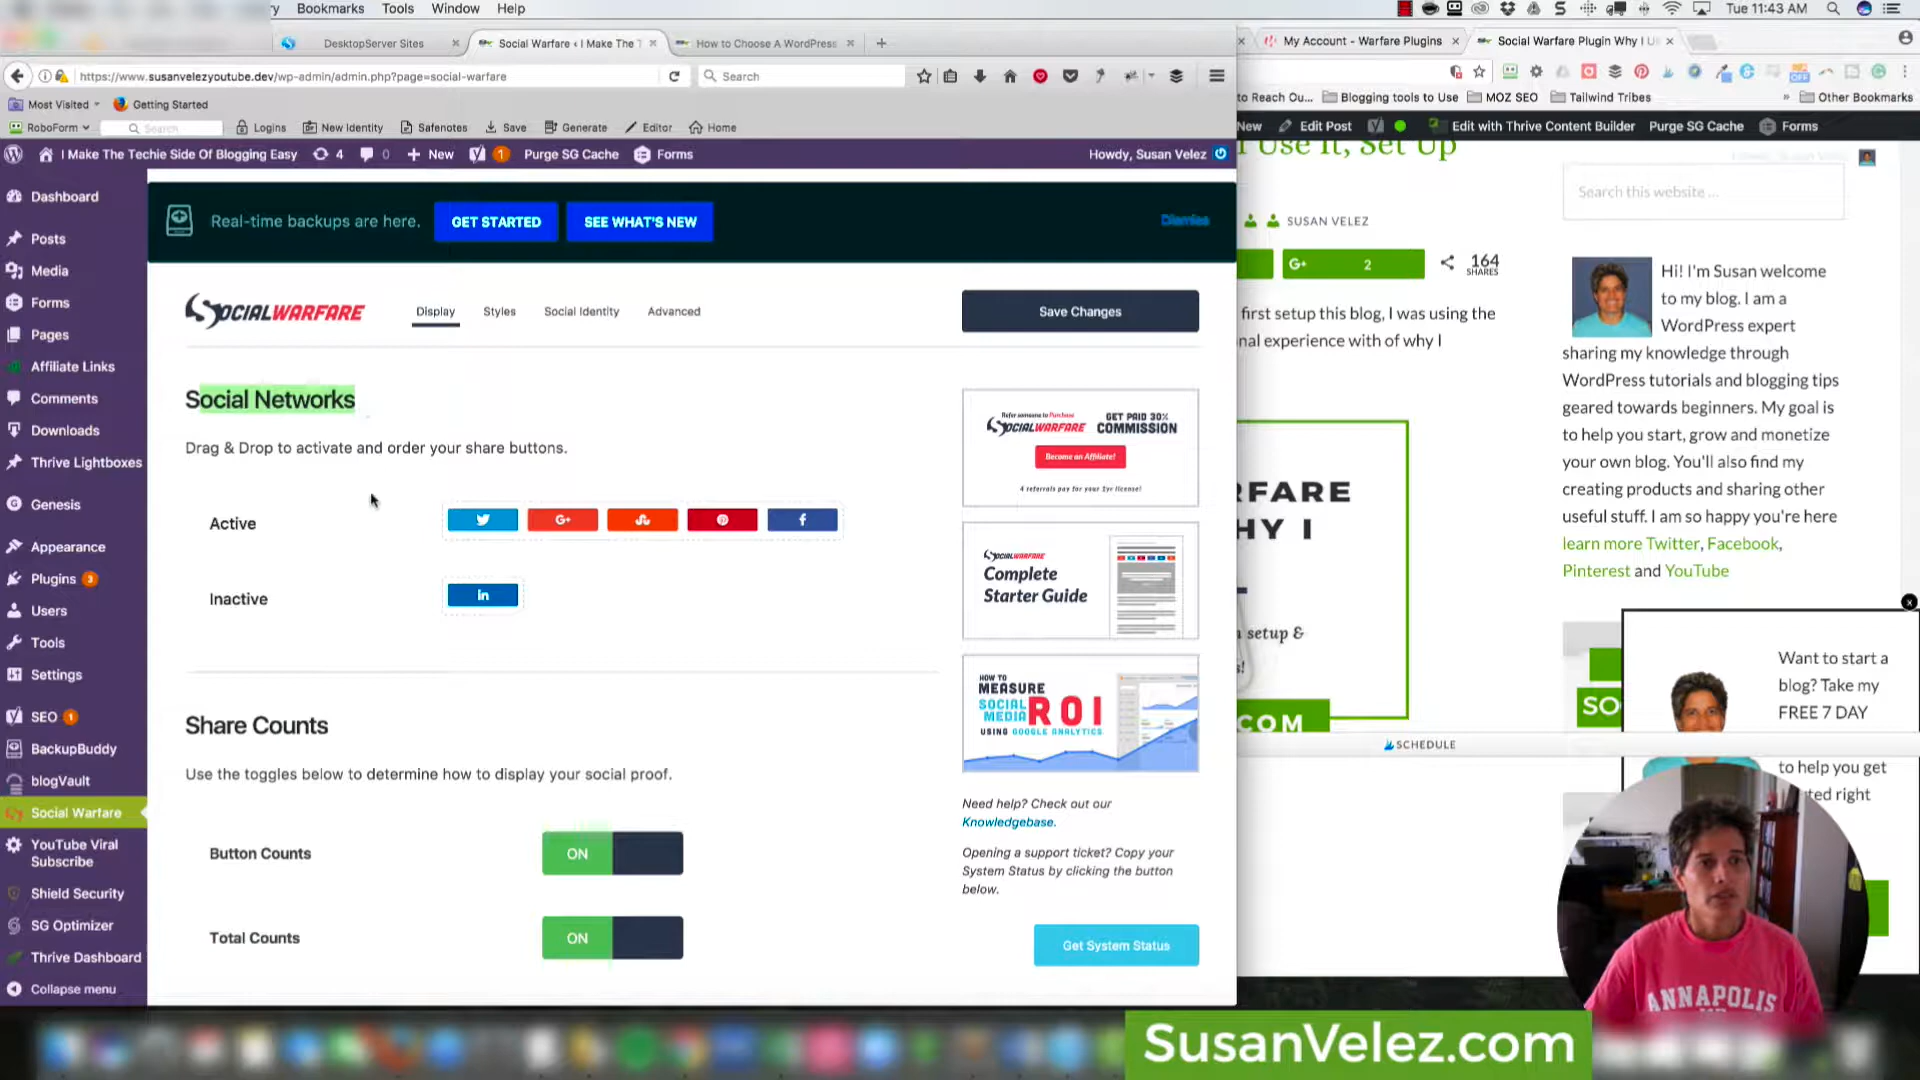 Bookmarks Tools Window Help
Tue 11:43 AM
DesktopServer Sites
Social Warfare ‹ I Make The T
How to Choose A WordPress
My Account - Warfare Plugins
Social Warfare Plugin Why I U
https://www.susanvelezyoutube.dev/wp-admin/admin.php?page=social-warfare
Search
Most Visited
Getting Started
to Reach Ou...
Blogging tools to Use
MOZ SEO
Tailwind Tribes
Other Bookmarks
RoboForm
Search
Logins
New Identity
Safenotes
Save
Generate
Editor
Home
New
Edit Post
Edit with Thrive Content Builder
Purge SG Cache
Forms
I Make The Techie Side Of Blogging Easy
4
0
New
1
Purge SG Cache
Forms
Howdy, Susan Velez
Dashboard
Posts
Media
Forms
Pages
Affiliate Links
Comments
Downloads
Thrive Lightboxes
Genesis
Appearance
Plugins 3
Users
Tools
Settings
SEO 1
BackupBuddy
blogVault
Social Warfare
YouTube Viral
Subscribe
Shield Security
SG Optimizer
Thrive Dashboard
Collapse menu
Real-time backups are here.
GET STARTED
SEE WHAT'S NEW
Dismiss
SOCIALWARFARE
Display
Styles
Social Identity
Advanced
Save Changes
Social Networks
Drag & Drop to activate and order your share buttons.
Active
G+
f
Inactive
in
Share Counts
Use the toggles below to determine how to display your social proof.
Button Counts
ON
Total Counts
ON
Refer someone to Purchase
SOCIALWARFARE
GET PAID 30%
COMMISSION
Become an Affiliate!
4 referrals pay for your 1yr license!
SOCIALWARFARE
Complete
Starter Guide
HOW TO
MEASURE
SOCIAL
MEDIA
ROI
USING GOOGLE ANALYTICS
Need help? Check out our
Knowledgebase.
Opening a support ticket? Copy your
System Status by clicking the button
below.
Get System Status
I Use It, Set Up
SUSAN VELEZ
G+ 2
164
SHARES
first setup this blog, I was using the
nal experience with of why I
RFARE
HY I
setup &
s!
.COM
Search this website ...
Hi! I'm Susan welcome
to my blog. I am a
WordPress expert
sharing my knowledge through
WordPress tutorials and blogging tips
geared towards beginners. My goal is
to help you start, grow and monetize
your own blog. You'll also find my
creating products and sharing other
useful stuff. I am so happy you're here
learn more Twitter, Facebook,
Pinterest and YouTube
SCHEDULE
SO
x
Want to start a
blog? Take my
FREE 7 DAY
to help you get
ted right
ANNAPOLIS
SusanVelez.com